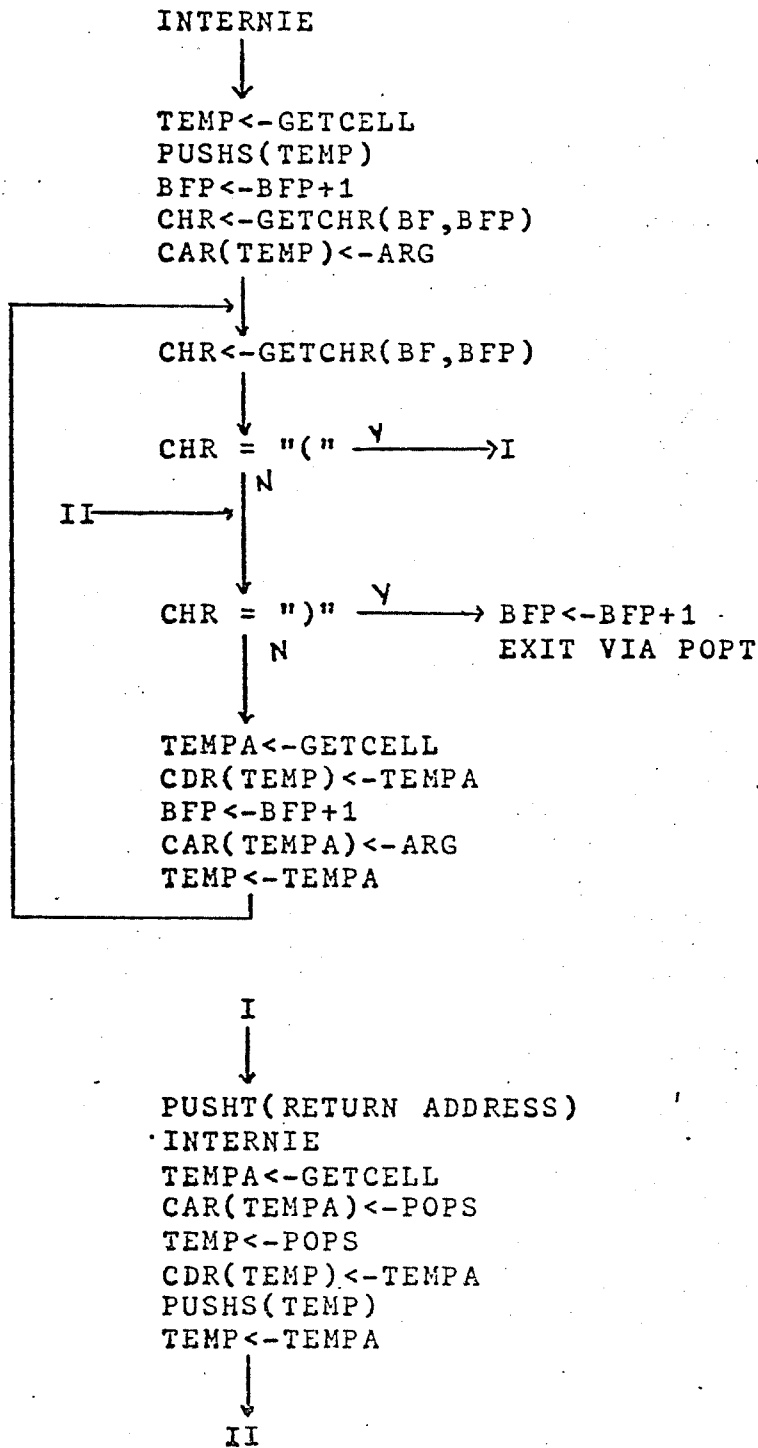 INTERNIE
TEMP<-GETCELL
PUSHS(TEMP)
BFP<-BFP+1
CHR<-GETCHR(BF,BFP)
CAR(TEMP)<-ARG
CHR<-GETCHR(BF,BFP)
CHR = "(" Y I
N
II
CHR = ")" Y BFP<-BFP+1
N EXIT VIA POPT
TEMPA<-GETCELL
CDR(TEMP)<-TEMPA
BFP<-BFP+1
CAR(TEMPA)<-ARG
TEMP<-TEMPA
I
PUSHT(RETURN ADDRESS)
INTERNIE
TEMPA<-GETCELL
CAR(TEMPA)<-POPS
TEMP<-POPS
CDR(TEMP)<-TEMPA
PUSHS(TEMP)
TEMP<-TEMPA
II